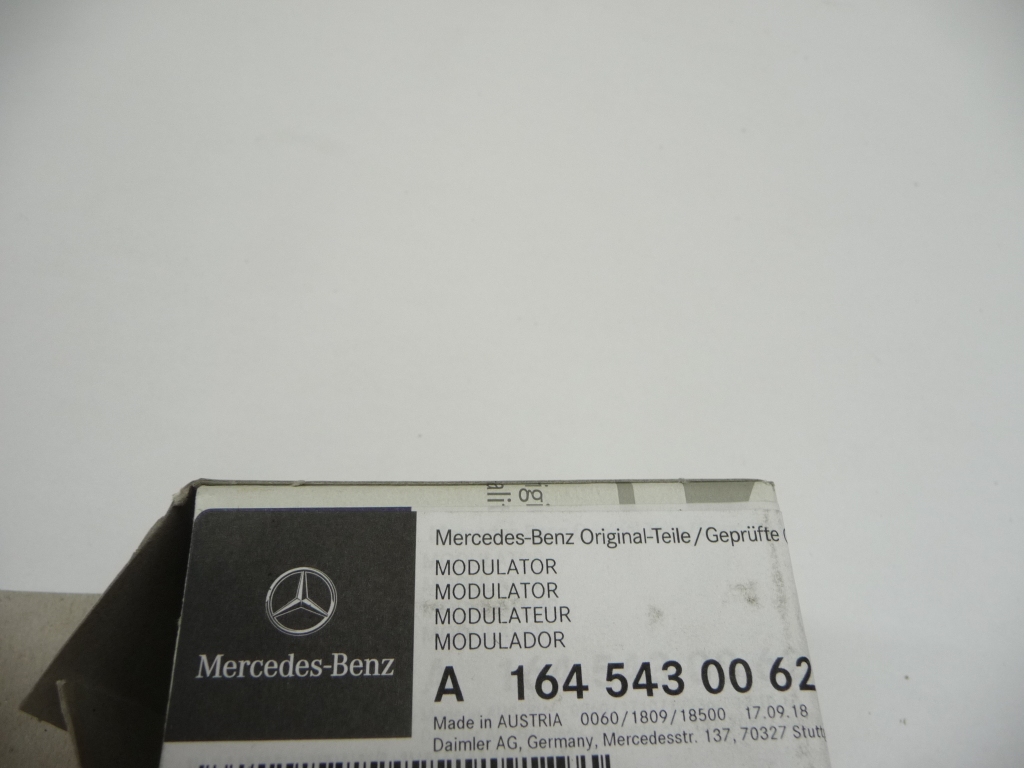 Mercedes-Benz
Mercedes-Benz Original-Teile/Geprüfte
MODULATOR
MODULATOR
MODULATEUR
MODULADOR
A 164 543 00 62
Made in AUSTRIA 0060/1809/18500 17.09.18
Daimler AG, Germany, Mercedesstr. 137, 70327 Stutt